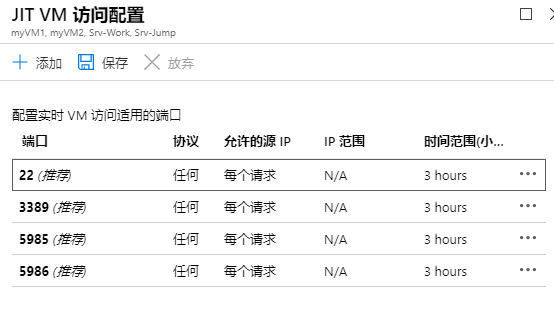 JIT VM 访问配置
myVM1, myVM2, Srv-Work, Srv-Jump
添加 保存 放弃
配置实时 VM 访问适用的端口
端口 协议 允许的源 IP IP 范围 时间范围(小...
22 (推荐) 任何 每个请求 N/A 3 hours ...
3389 (推荐) 任何 每个请求 N/A 3 hours ...
5985 (推荐) 任何 每个请求 N/A 3 hours ...
5986 (推荐) 任何 每个请求 N/A 3 hours ...